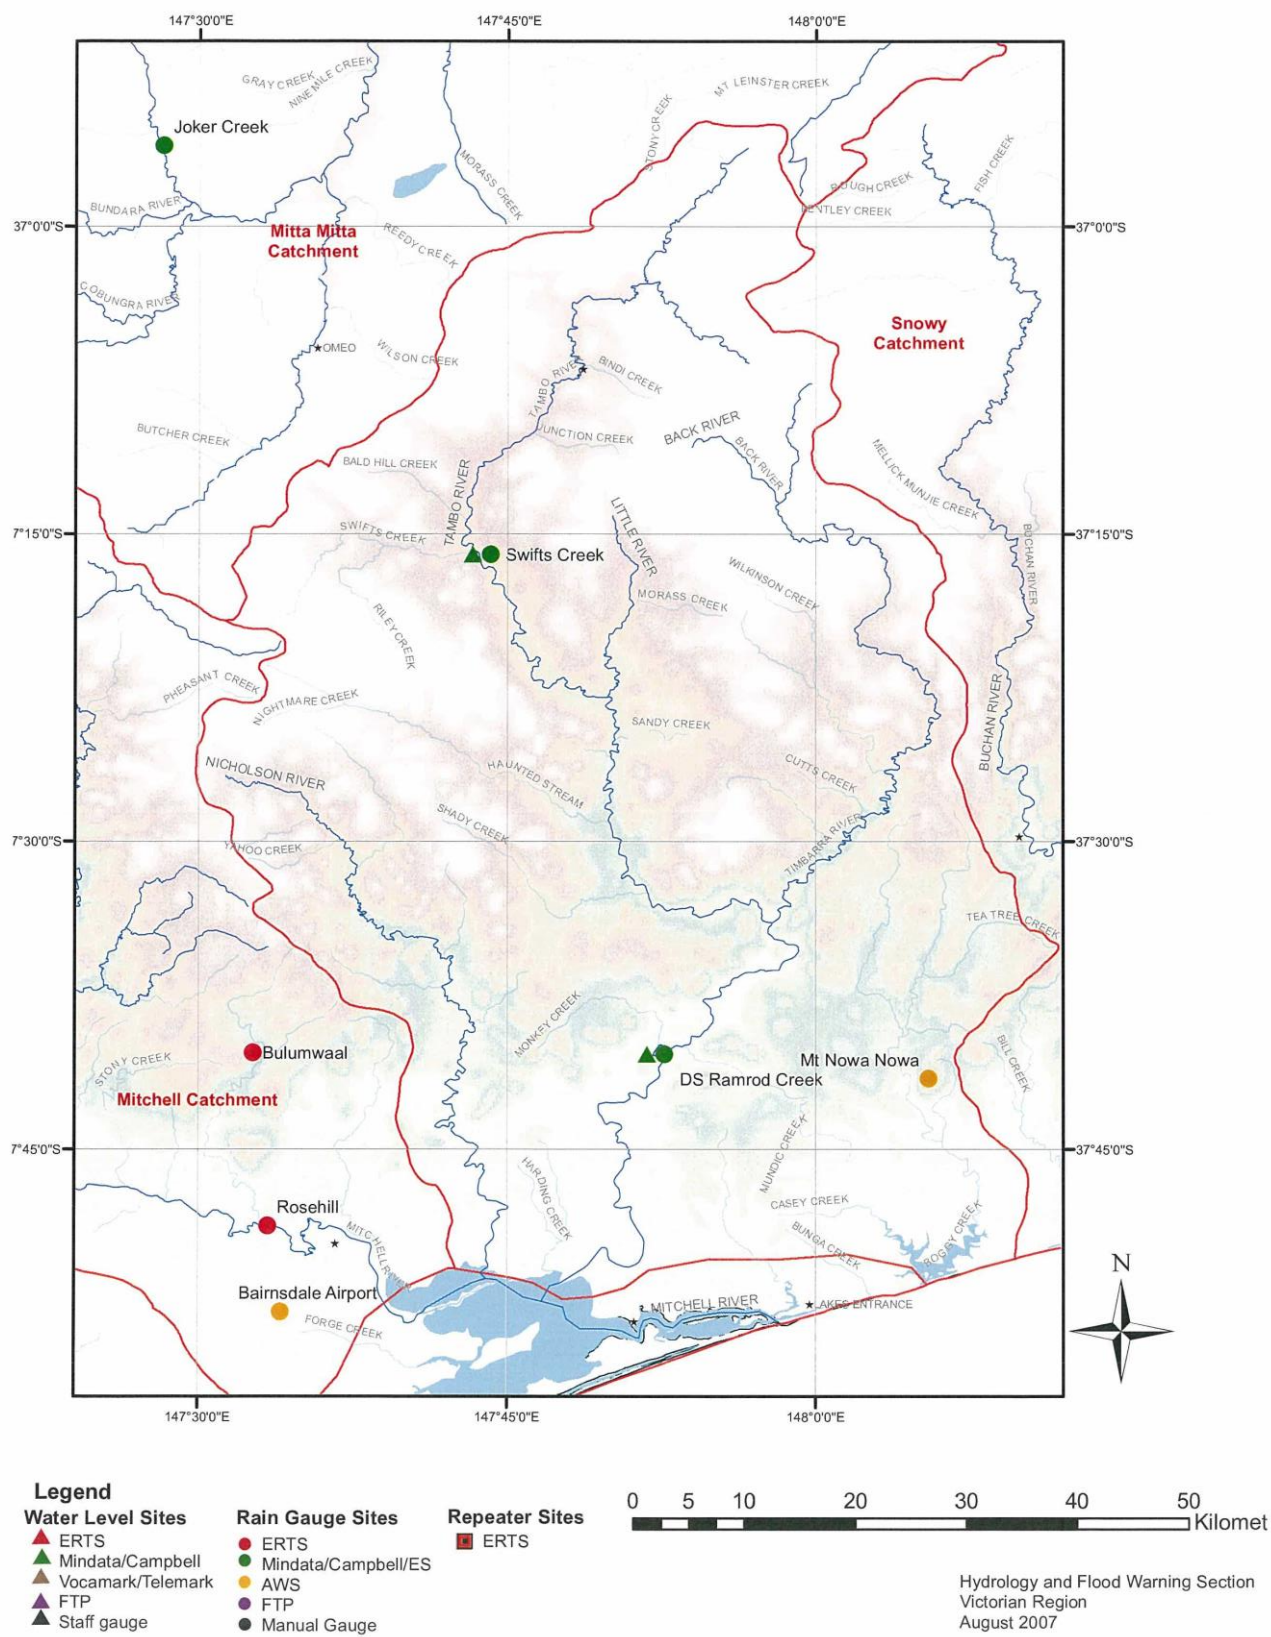 147°30'0"E
147°45'0"E
148°0'0"E
GRAY CREEK
NINE MILE CREEK
STONY CREEK
MT LEINSTER CREEK
Joker Creek
MORASS CREEK
FISH CREEK
ROUGH CREEK
BUNDARA RIVER
BENTLEY CREEK
37°0'0"S
37°0'0"S
Mitta Mitta
Catchment
REEDY CREEK
COBUNGRA RIVER
Snowy
Catchment
OMEO
WILSON CREEK
TAMBO RIVER
BINDI CREEK
BUTCHER CREEK
JUNCTION CREEK
BACK RIVER
BACK RIVER
BALD HILL CREEK
MELLICK MUNJIE CREEK
TAMBO RIVER
LITTLE RIVER
SWIFTS CREEK
7°15'0"S
37°15'0"S
BUCHAN RIVER
Swifts Creek
WILKINSON CREEK
MORASS CREEK
RILEY CREEK
PHEASANT CREEK
NIGHTMARE CREEK
SANDY CREEK
BUCHAN RIVER
NICHOLSON RIVER
HAUNTED STREAM
CUTTS CREEK
SHADY CREEK
TIMBARRA RIVER
7°30'0"S
37°30'0"S
YAHOO CREEK
TEA TREE CREEK
MONKEY CREEK
STONY CREEK
Bulumwaal
BILL CREEK
Mt Nowa Nowa
DS Ramrod Creek
Mitchell Catchment
7°45'0"S
37°45'0"S
MUNDIC CREEK
HARDING CREEK
CASEY CREEK
Rosehill
MITCHELL RIVER
BUNGA CREEK
BOGGY CREEK
Bairnsdale Airport
MITCHELL RIVER
LAKES ENTRANCE
FORGE CREEK
N
147°30'0"E
147°45'0"E
148°0'0"E
Legend
Water Level Sites
ERTS
Mindata/Campbell
Vocamark/Telemark
FTP
Staff gauge
Rain Gauge Sites
ERTS
Mindata/Campbell/ES
AWS
FTP
Manual Gauge
Repeater Sites
ERTS
0 5 10 20 30 40 50
Kilomet
Hydrology and Flood Warning Section
Victorian Region
August 2007